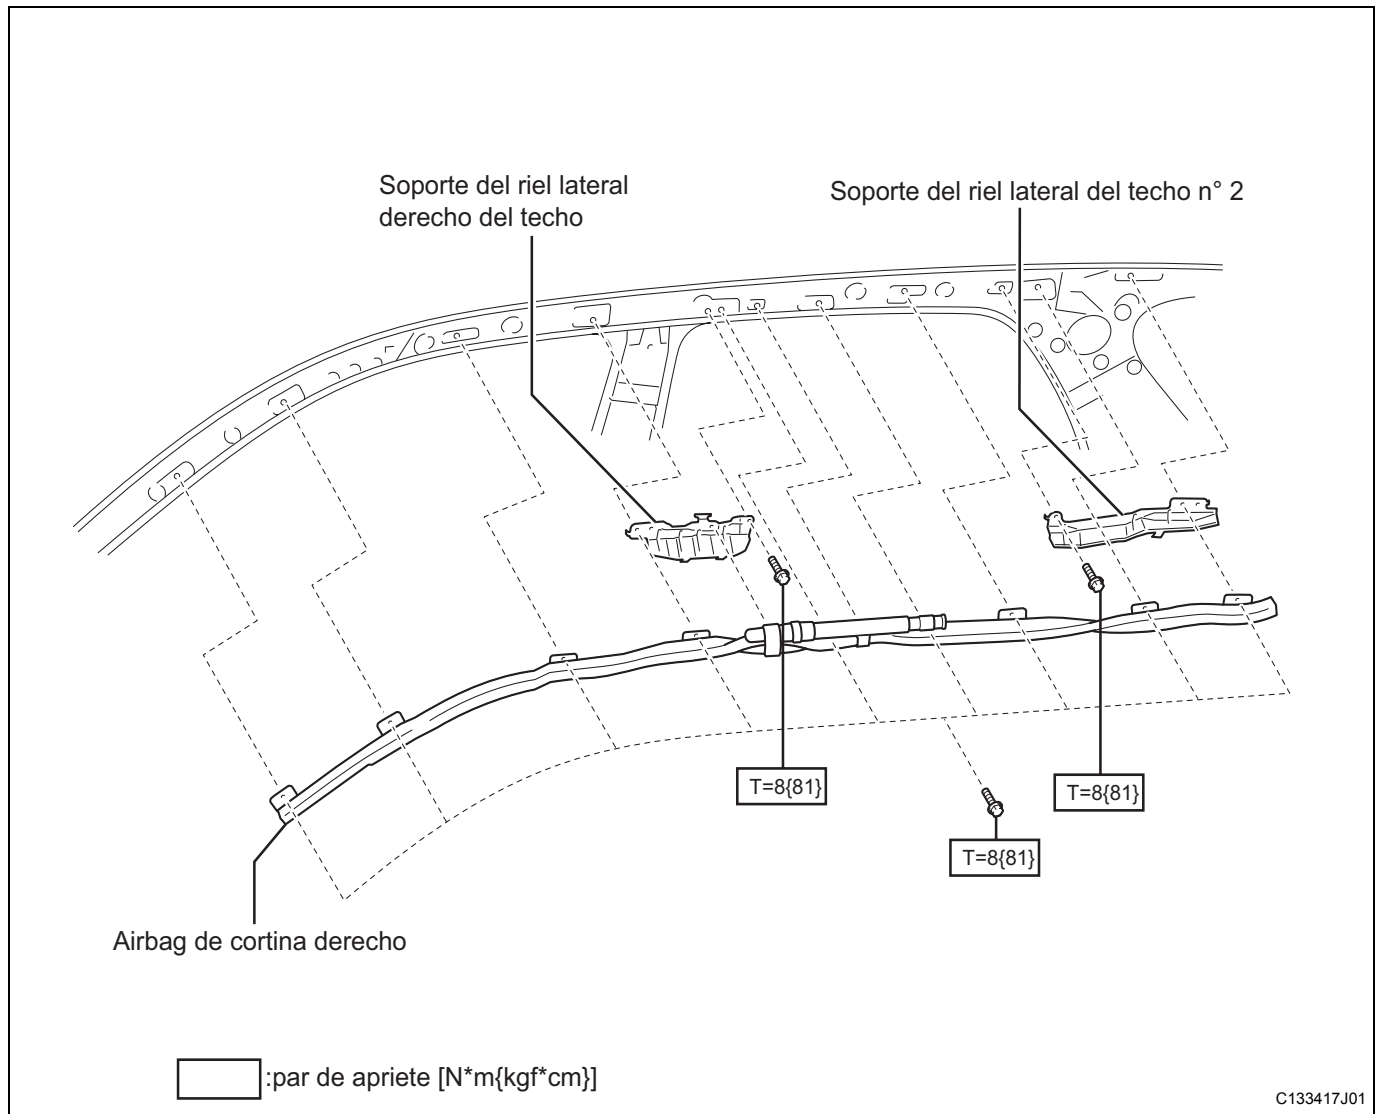 Soporte del riel lateral
derecho del techo
Soporte del riel lateral del techo n° 2
T=8{81}
T=8{81}
T=8{81}
Airbag de cortina derecho
:par de apriete [N*m{kgf*cm}]
C133417J01